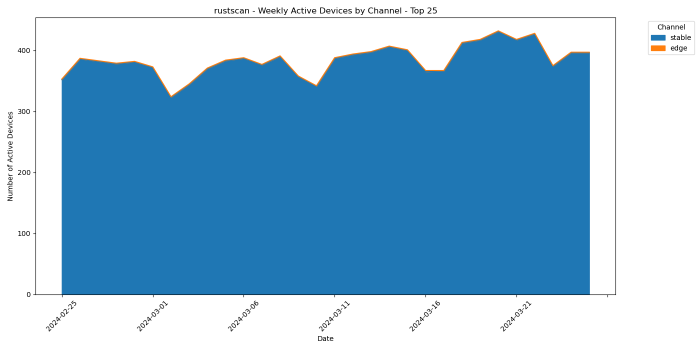 rustscan - Weekly Active Devices by Channel - Top 25
Channel
stable
edge
Number of Active Devices
400
300
200
100
0
2024-02-25
2024-03-01
2024-03-06
2024-03-11
2024-03-16
2024-03-21
Date